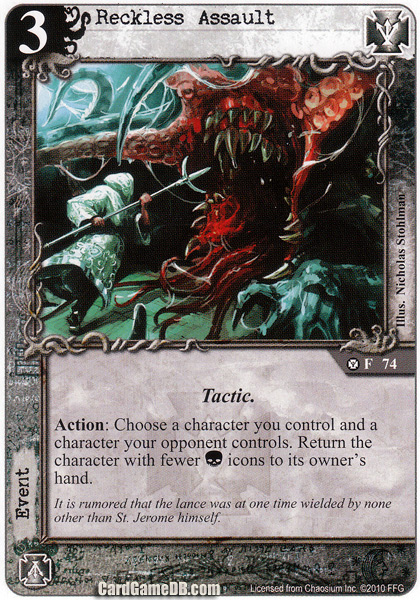 3 Reckless Assault
Illus. Nicholas Stohlman
F 74
Tactic.
Action: Choose a character you control and a
character your opponent controls. Return the
character with fewer icons to its owner's
hand.
It is rumored that the lance was at one time wielded by none
other than St. Jerome himself.
Event
CardGameDB.com
Licensed from Chaosium Inc. ©2010 FFG